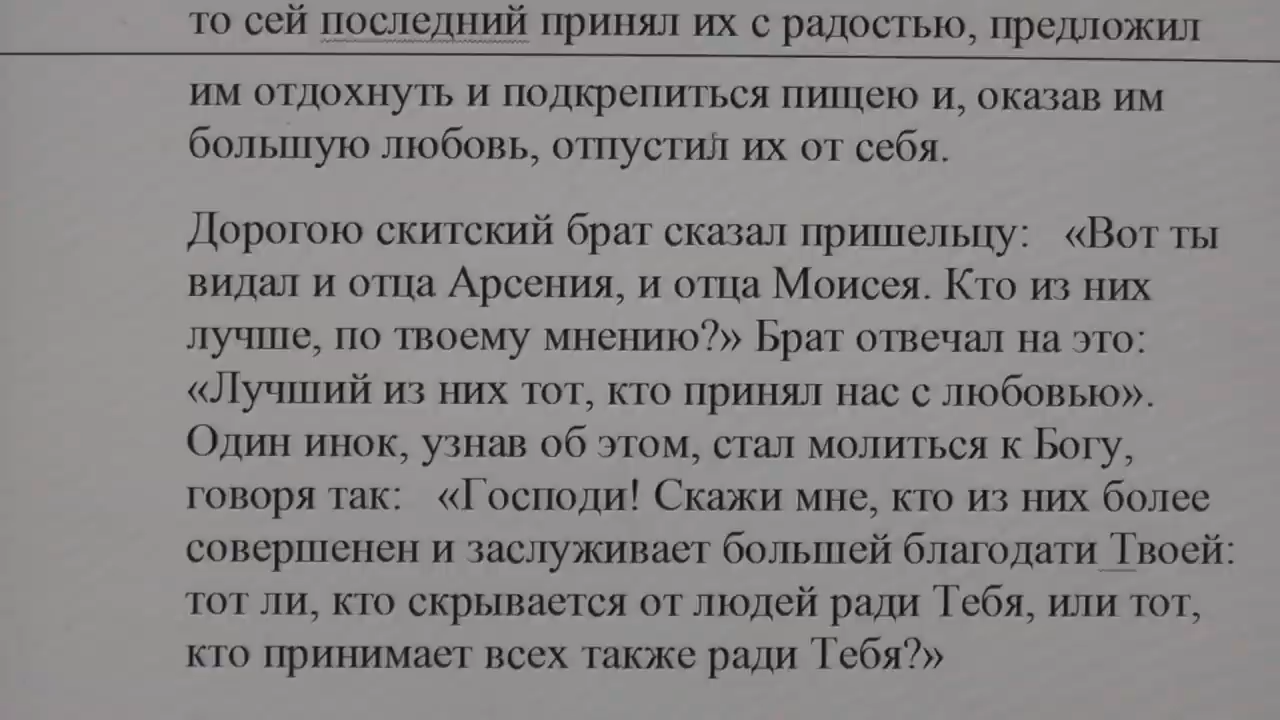 то сей последний принял их с радостью, предложил
им отдохнуть и подкрепиться пищею и, оказав им
большую любовь, отпустил их от себя.
Дорогою скитский брат сказал пришельцу: «Вот ты
видал и отца Арсения, и отца Моисея. Кто из них
лучше, по твоему мнению?» Брат отвечал на это:
«Лучший из них тот, кто принял нас с любовью».
Один инок, узнав об этом, стал молиться к Богу,
говоря так: «Господи! Скажи мне, кто из них более
совершенен и заслуживает большей благодати Твоей:
тот ли, кто скрывается от людей ради Тебя, или тот,
кто принимает всех также ради Тебя?»